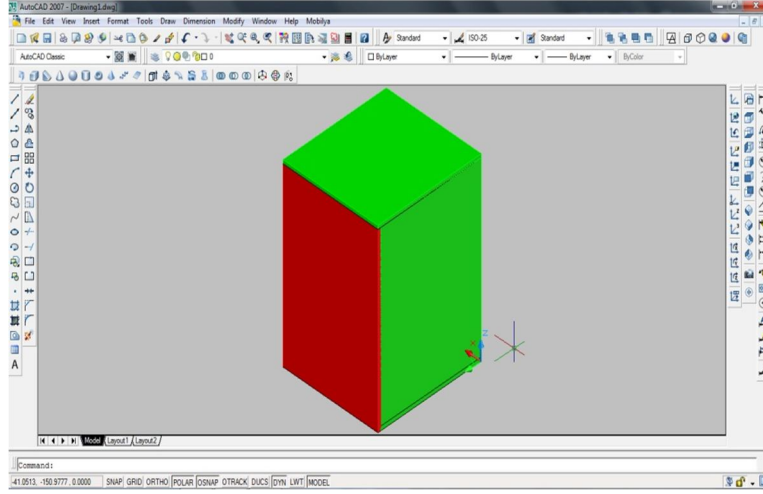 AutoCAD 2007 - [Drawing1.dwg]
File Edit View Insert Format Tools Draw Dimension Modify Window Help Mobilya
Standard ISO-25 Standard
AutoCAD Classic 0 ByLayer ByLayer ByLayer ByColor
X
Z
A
Model Layout1 Layout2
Command:
41.0513, -150.9777, 0.0000 SNAP GRID ORTHO POLAR OSNAP OTRACK DUCS DYN LWT MODEL